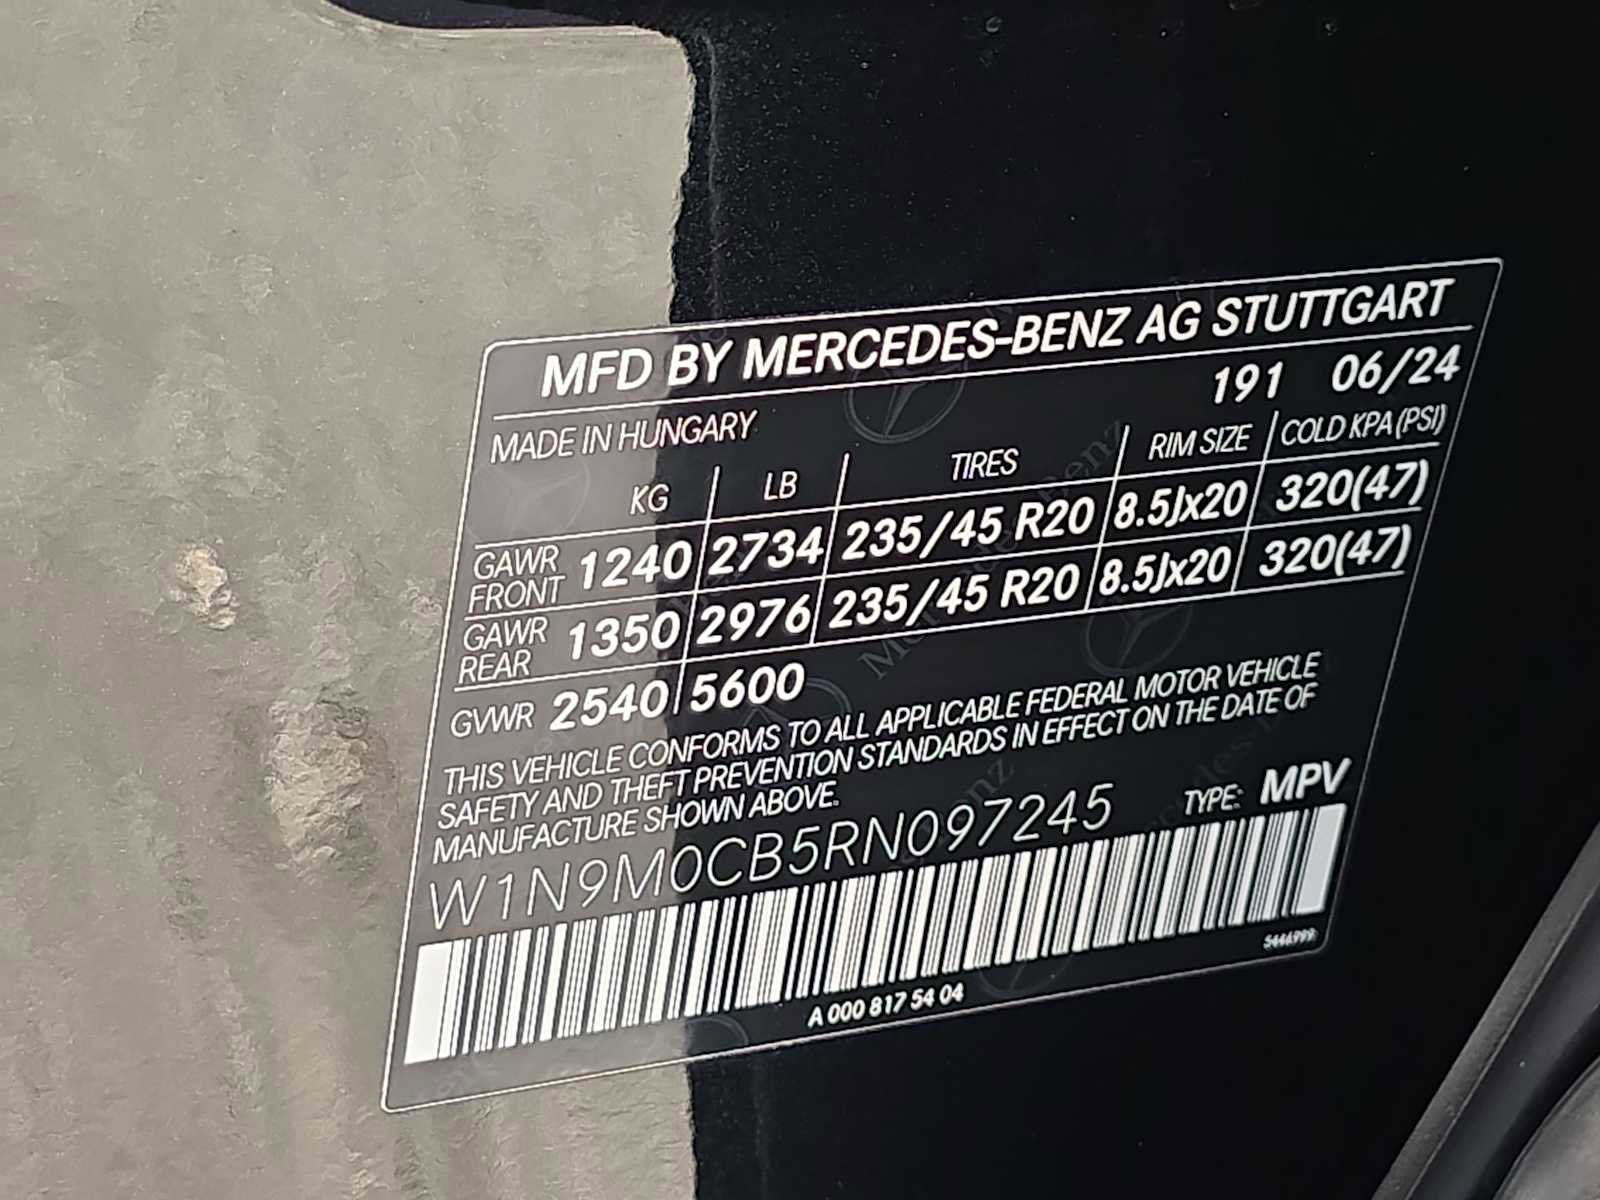 MFD BY MERCEDES-BENZ AG STUTTGART
MADE IN HUNGARY 191 06/24
KG LB TIRES RIM SIZE COLD KPA (PSI)
GAWR FRONT 1240 2734 235/45 R20 8.5Jx20 320(47)
GAWR REAR 1350 2976 235/45 R20 8.5Jx20 320(47)
GVWR 2540 5600
THIS VEHICLE CONFORMS TO ALL APPLICABLE FEDERAL MOTOR VEHICLE
SAFETY AND THEFT PREVENTION STANDARDS IN EFFECT ON THE DATE OF
MANUFACTURE SHOWN ABOVE.
W1N9M0CB5RN097245 TYPE: MPV
5446999
A 000 817 54 04